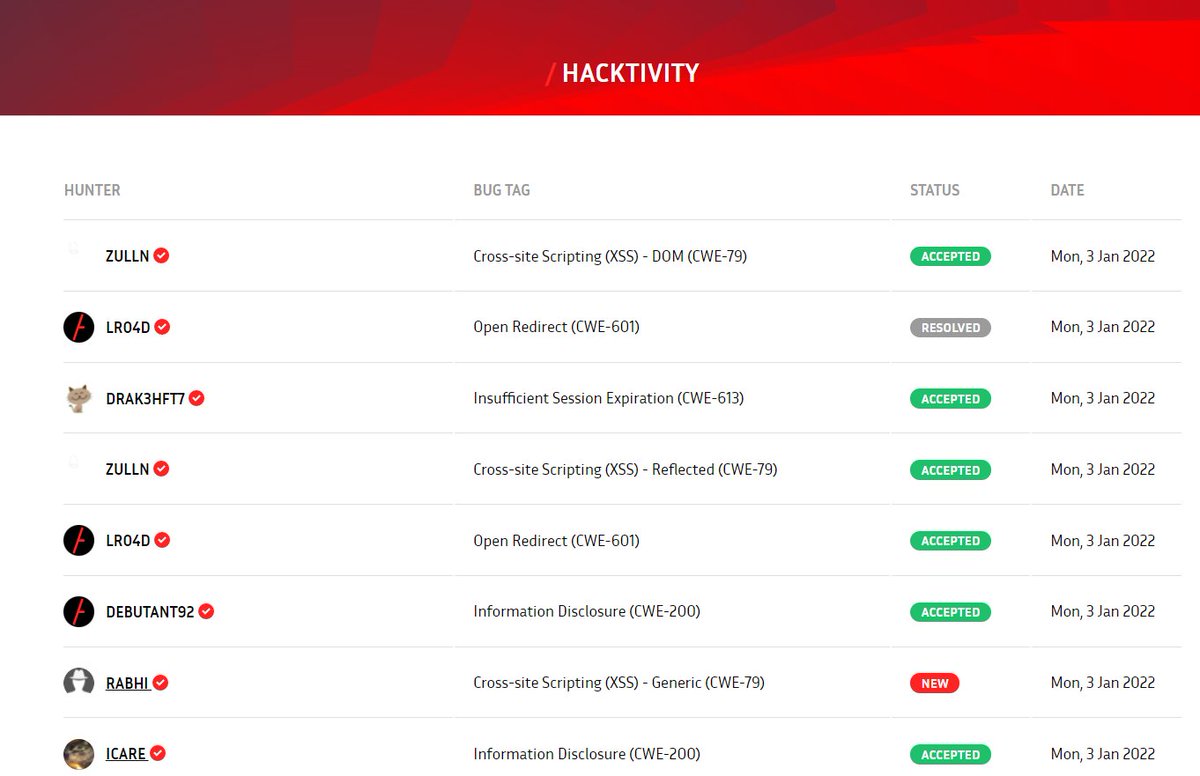 / HACKTIVITY
HUNTER BUG TAG STATUS DATE
ZULLN Cross-site Scripting (XSS) - DOM (CWE-79) ACCEPTED Mon, 3 Jan 2022
LR04D Open Redirect (CWE-601) RESOLVED Mon, 3 Jan 2022
DRAK3HFT7 Insufficient Session Expiration (CWE-613) ACCEPTED Mon, 3 Jan 2022
ZULLN Cross-site Scripting (XSS) - Reflected (CWE-79) ACCEPTED Mon, 3 Jan 2022
LR04D Open Redirect (CWE-601) ACCEPTED Mon, 3 Jan 2022
DEBUTANT92 Information Disclosure (CWE-200) ACCEPTED Mon, 3 Jan 2022
RABHI Cross-site Scripting (XSS) - Generic (CWE-79) NEW Mon, 3 Jan 2022
ICARE Information Disclosure (CWE-200) ACCEPTED Mon, 3 Jan 2022